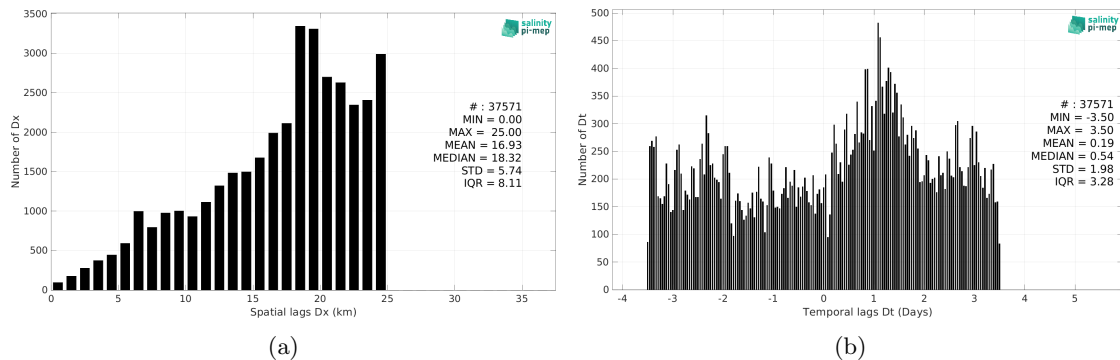 3500
3000
2500
2000
1500
1000
500
0
Number of Dx
salinity
pi-mep
# : 37571
MIN = 0.00
MAX = 25.00
MEAN = 16.93
MEDIAN = 18.32
STD = 5.74
IQR = 8.11
0 5 10 15 20 25 30 35
Spatial lags Dx (km)
(a)
500
450
400
350
300
250
200
150
100
50
0
Number of Dt
salinity
pi-mep
# : 37571
MIN = -3.50
MAX = 3.50
MEAN = 0.19
MEDIAN = 0.54
STD = 1.98
IQR = 3.28
-4 -3 -2 -1 0 1 2 3 4 5
Temporal lags Dt (Days)
(b)